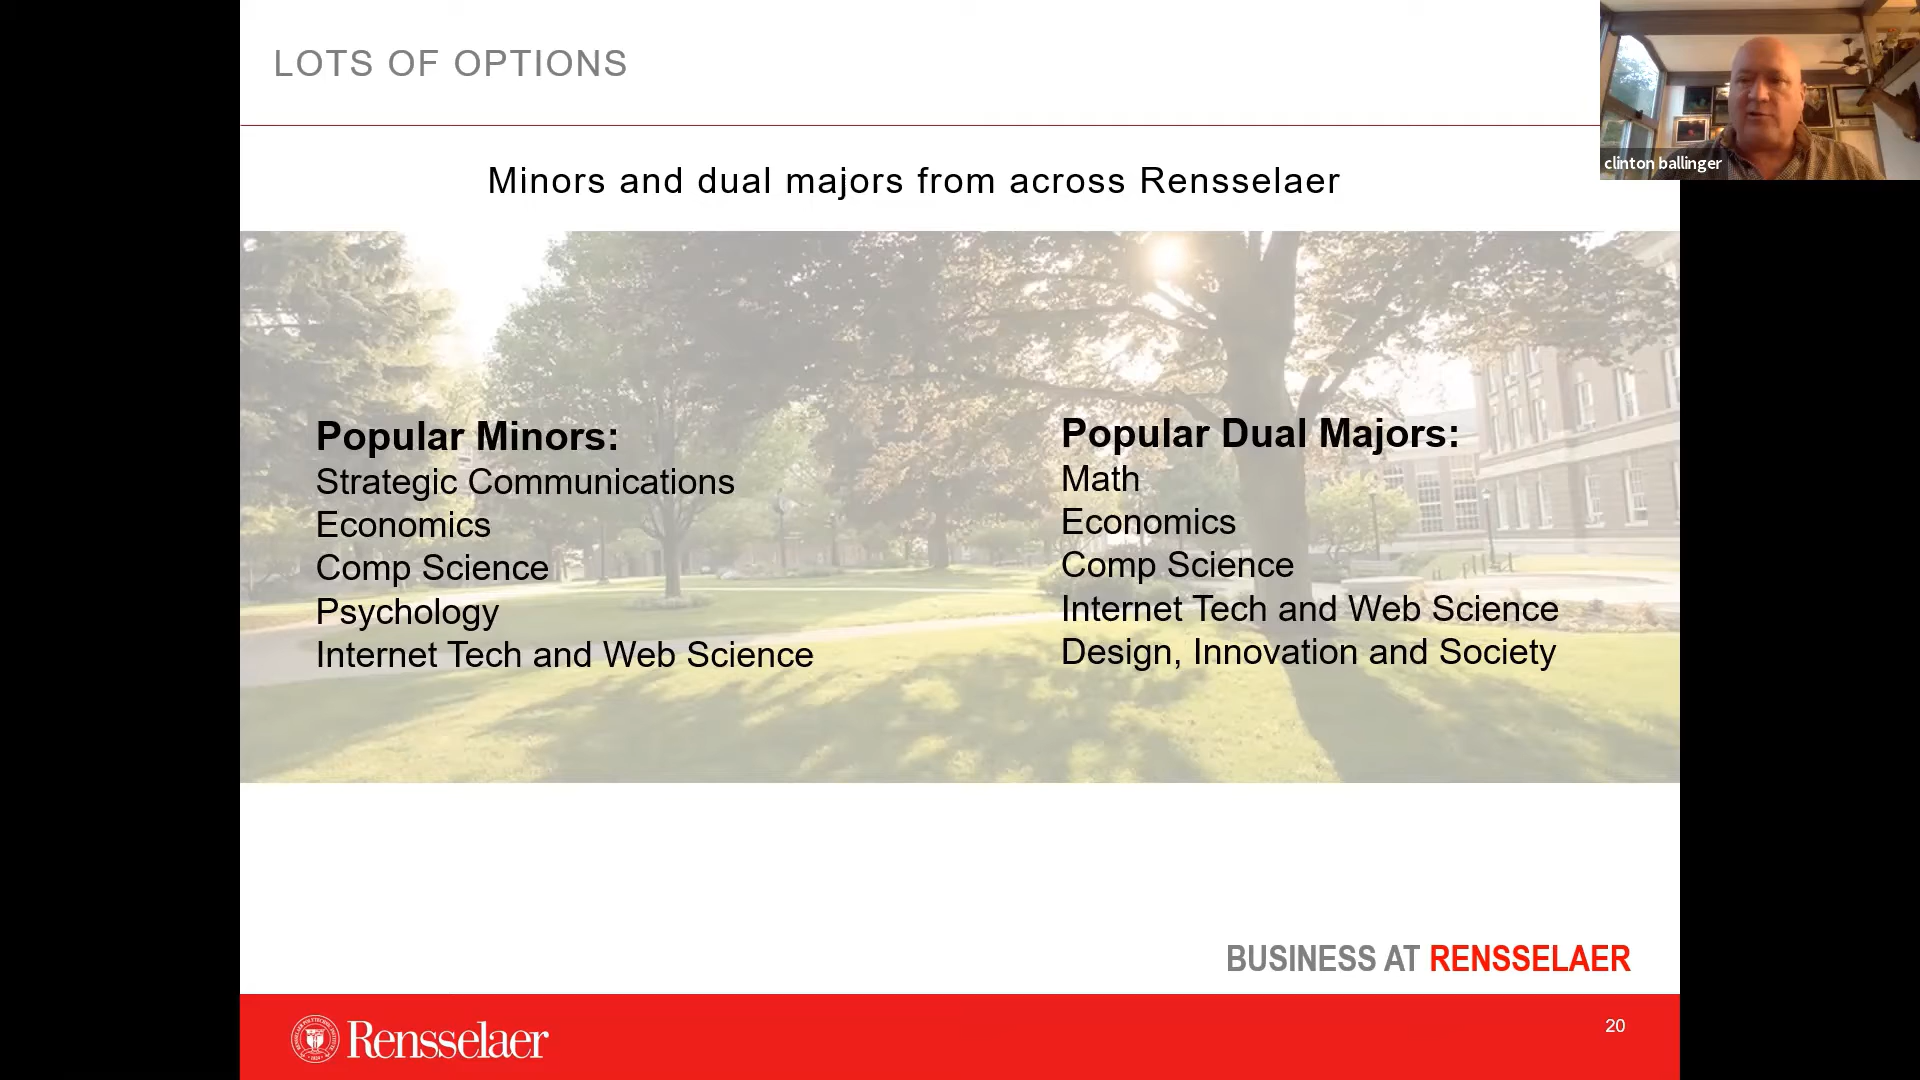 LOTS OF OPTIONS
clinton ballinger
Minors and dual majors from across Rensselaer
Popular Minors:
Strategic Communications
Economics
Comp Science
Psychology
Internet Tech and Web Science
Popular Dual Majors:
Math
Economics
Comp Science
Internet Tech and Web Science
Design, Innovation and Society
BUSINESS AT RENSSELAER
Rensselaer
20